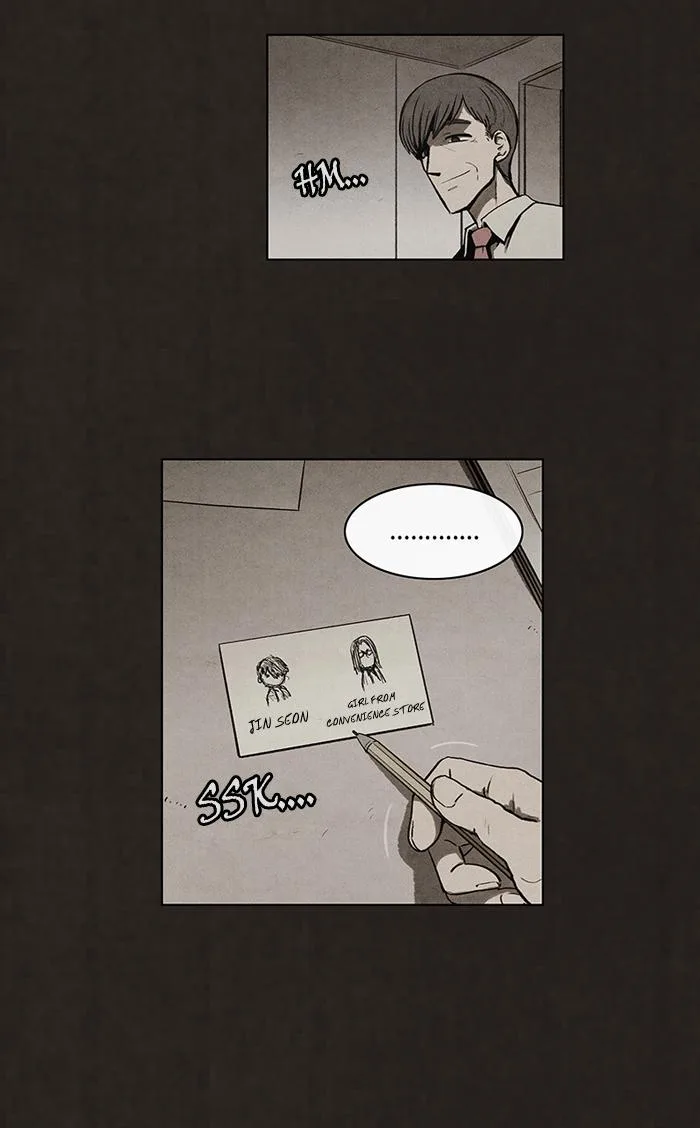 HM...
.............
JIN SEON
GIRL FROM
CONVENIENCE STORE
SSK....